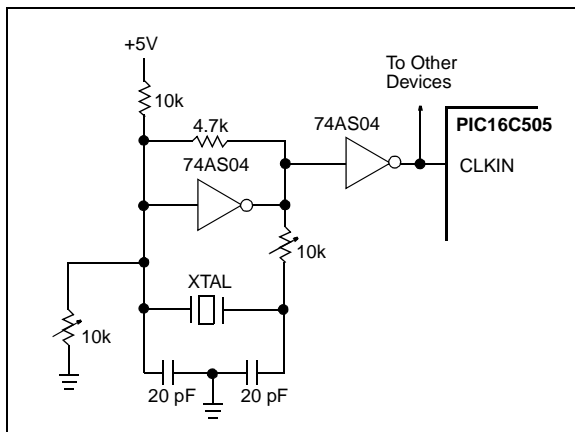 +5V
To Other
Devices
10k
4.7k
74AS04
PIC16C505
74AS04
CLKIN
10k
XTAL
10k
20 pF
20 pF